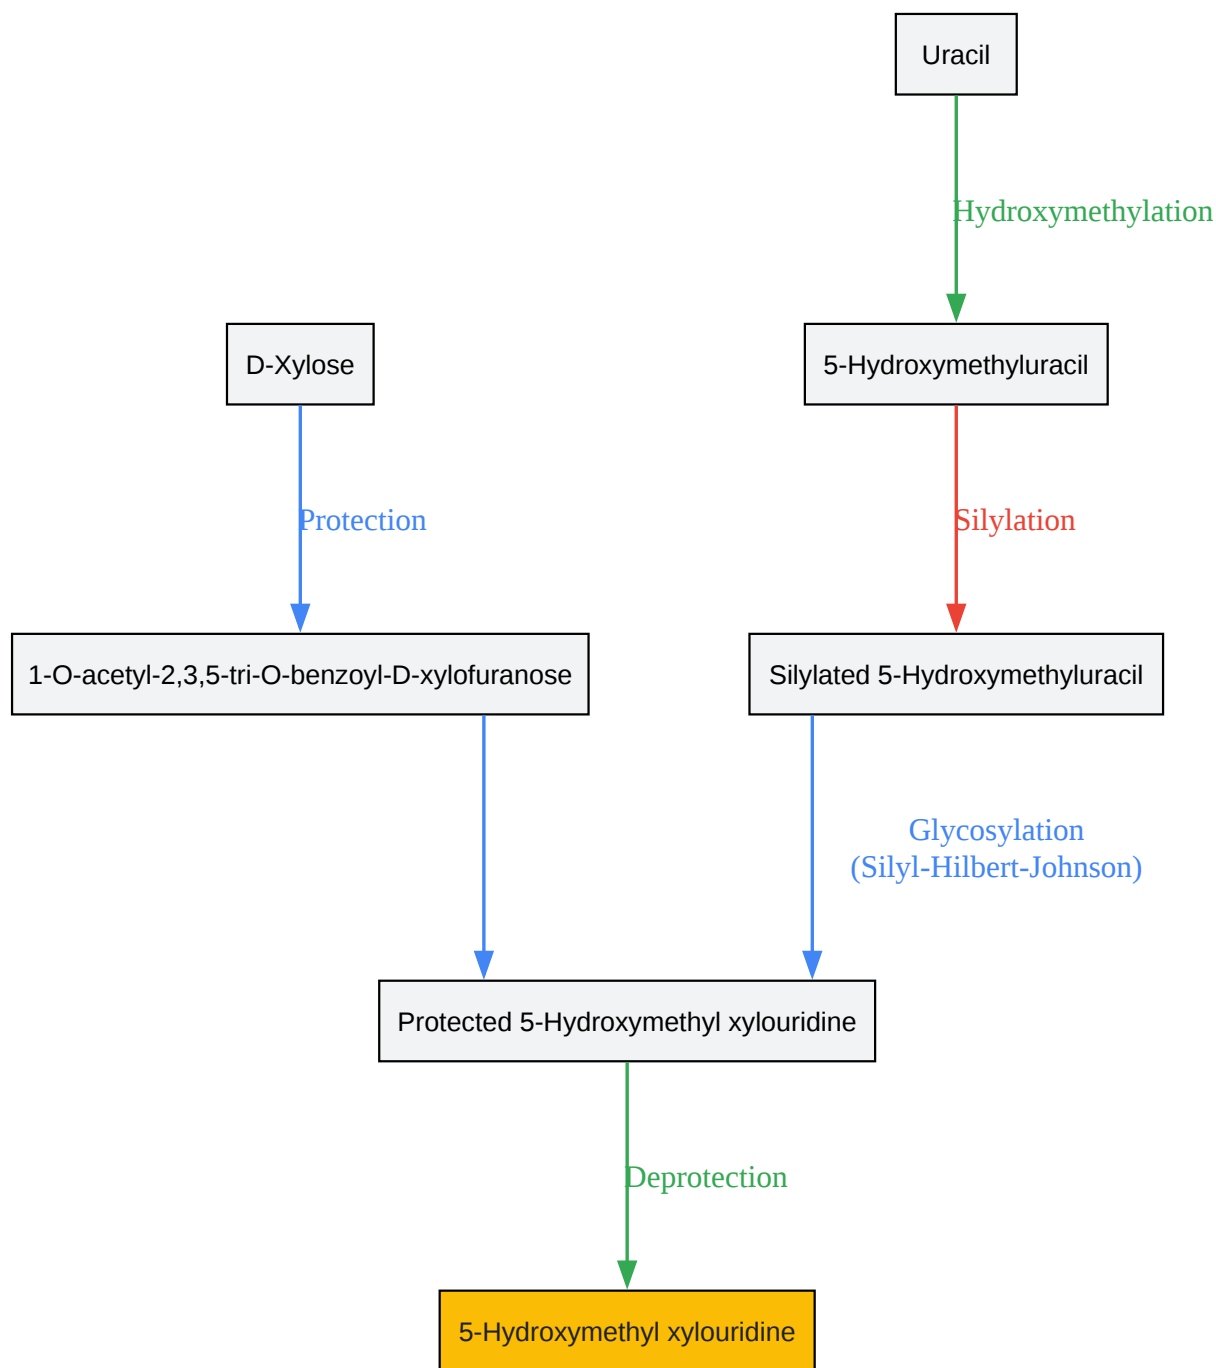 Uracil
Hydroxymethylation
D-Xylose
5-Hydroxymethyluracil
Protection
Silylation
1-O-acetyl-2,3,5-tri-O-benzoyl-D-xylofuranose
Silylated 5-Hydroxymethyluracil
Glycosylation
(Silyl-Hilbert-Johnson)
Protected 5-Hydroxymethyl xylouridine
Deprotection
5-Hydroxymethyl xylouridine